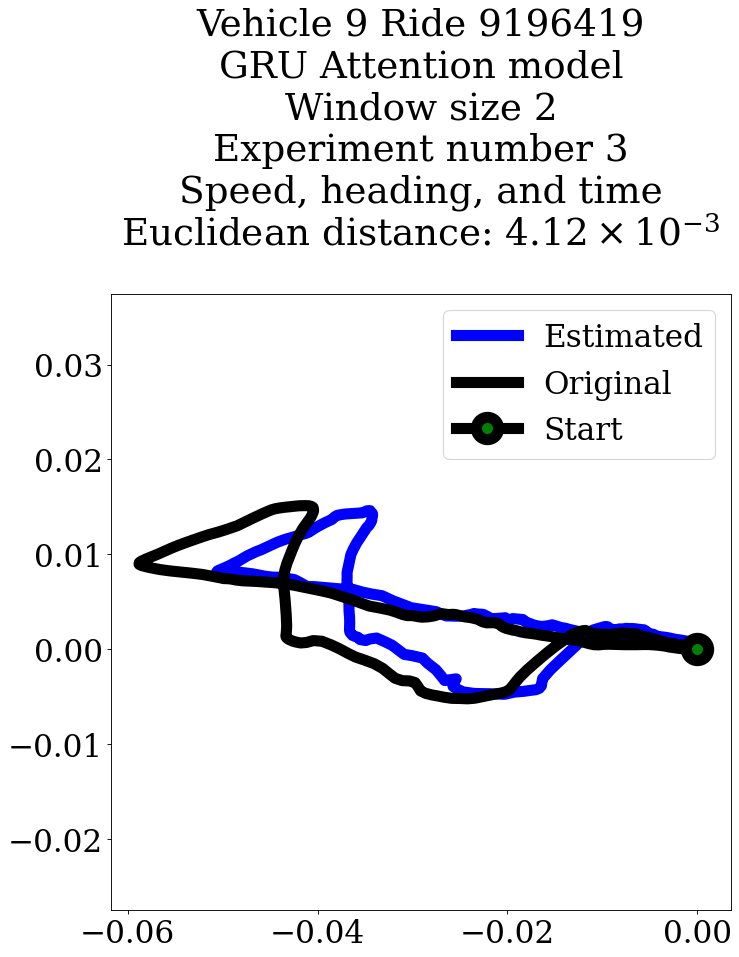 Vehicle 9 Ride 9196419
GRU Attention model
Window size 2
Experiment number 3
Speed, heading, and time
Euclidean distance: 4.12 × 10⁻³
Estimated
Original
Start
0.03
0.02
0.01
0.00
−0.01
−0.02
−0.06
−0.04
−0.02
0.00